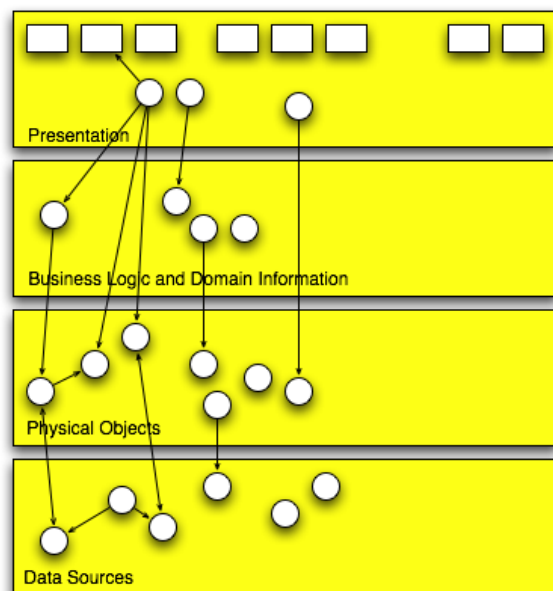 Presentation
Business Logic and Domain Information
Physical Objects
Data Sources